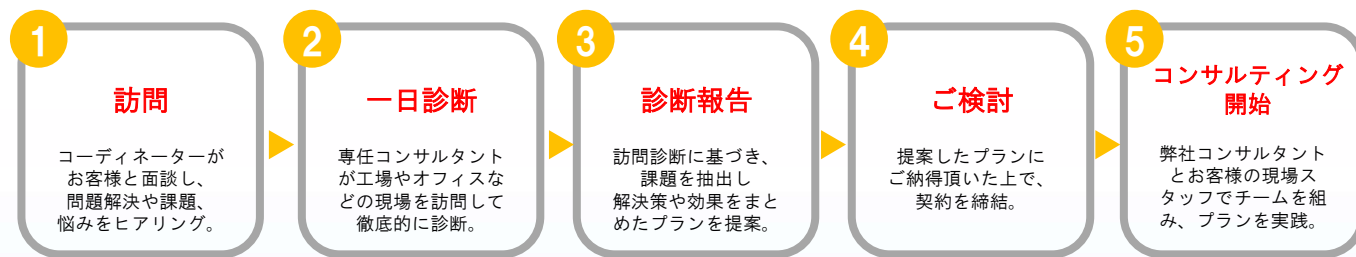 1
訪問
コーディネーターが
お客様と面談し、
問題解決や課題、
悩みをヒアリング。
2
一日診断
専任コンサルタント
が工場やオフィスな
どの現場を訪問して
徹底的に診断。
3
診断報告
訪問診断に基づき、
課題を抽出し
解決策や効果をまと
めたプランを提案。
4
ご検討
提案したプランに
ご納得頂いた上で、
契約を締結。
5
コンサルティング
開始
弊社コンサルタント
とお客様の現場ス
タッフでチームを組
み、プランを実践。